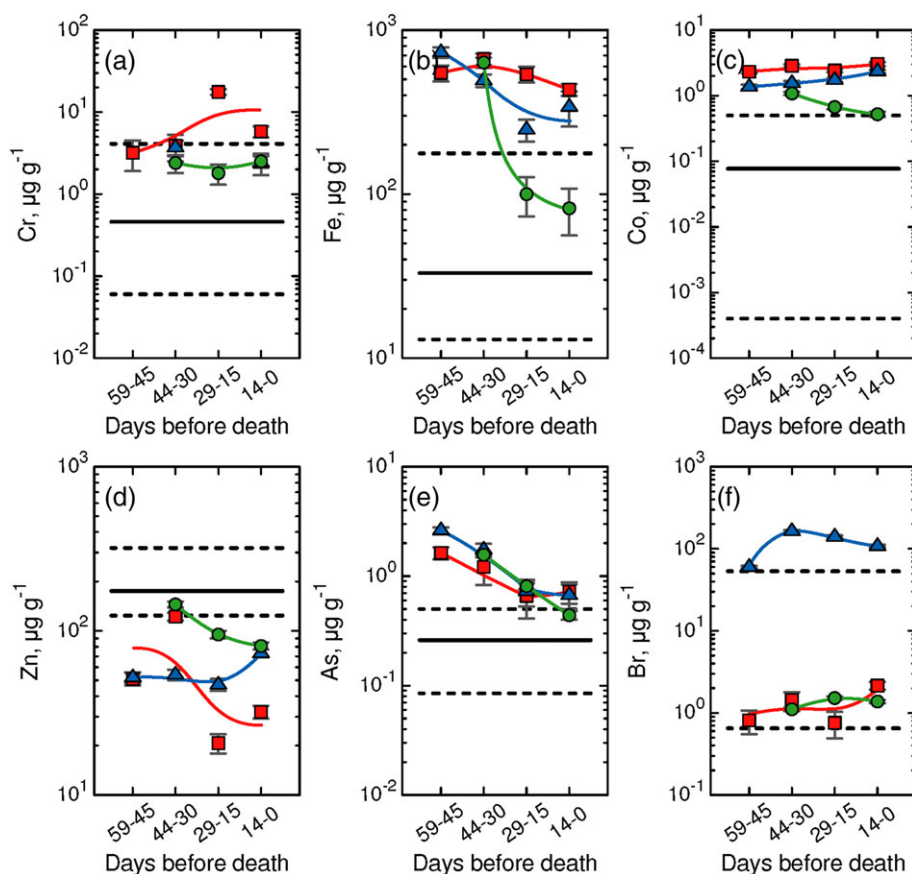 (a)
Cr, µg g⁻¹
10²
10¹
10⁰
10⁻¹
10⁻²
59-45
44-30
29-15
14-0
Days before death
(b)
Fe, µg g⁻¹
10³
10²
10¹
59-45
44-30
29-15
14-0
Days before death
(c)
Co, µg g⁻¹
10¹
10⁰
10⁻¹
10⁻²
10⁻³
10⁻⁴
59-45
44-30
29-15
14-0
Days before death
(d)
Zn, µg g⁻¹
10³
10²
10¹
59-45
44-30
29-15
14-0
Days before death
(e)
As, µg g⁻¹
10¹
10⁰
10⁻¹
10⁻²
59-45
44-30
29-15
14-0
Days before death
(f)
Br, µg g⁻¹
10³
10²
10¹
10⁰
10⁻¹
59-45
44-30
29-15
14-0
Days before death